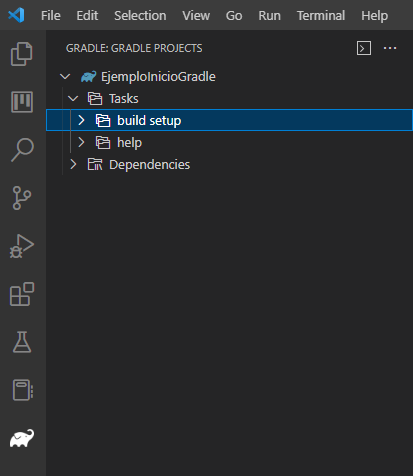 File Edit Selection View Go Run Terminal Help
GRADLE: GRADLE PROJECTS
EjemploInicioGradle
Tasks
build setup
help
Dependencies